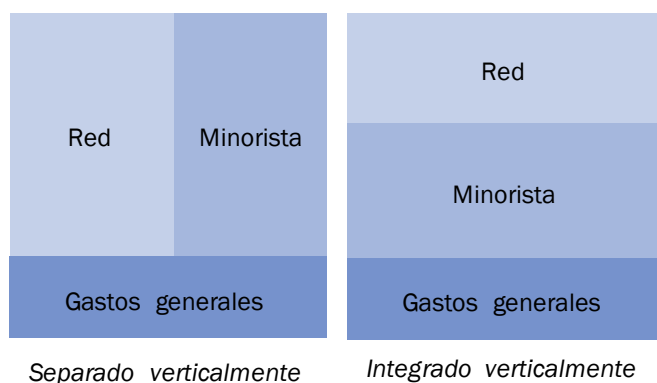 Red
Minorista
Gastos generales
Separado verticalmente
Red
Minorista
Gastos generales
Integrado verticalmente